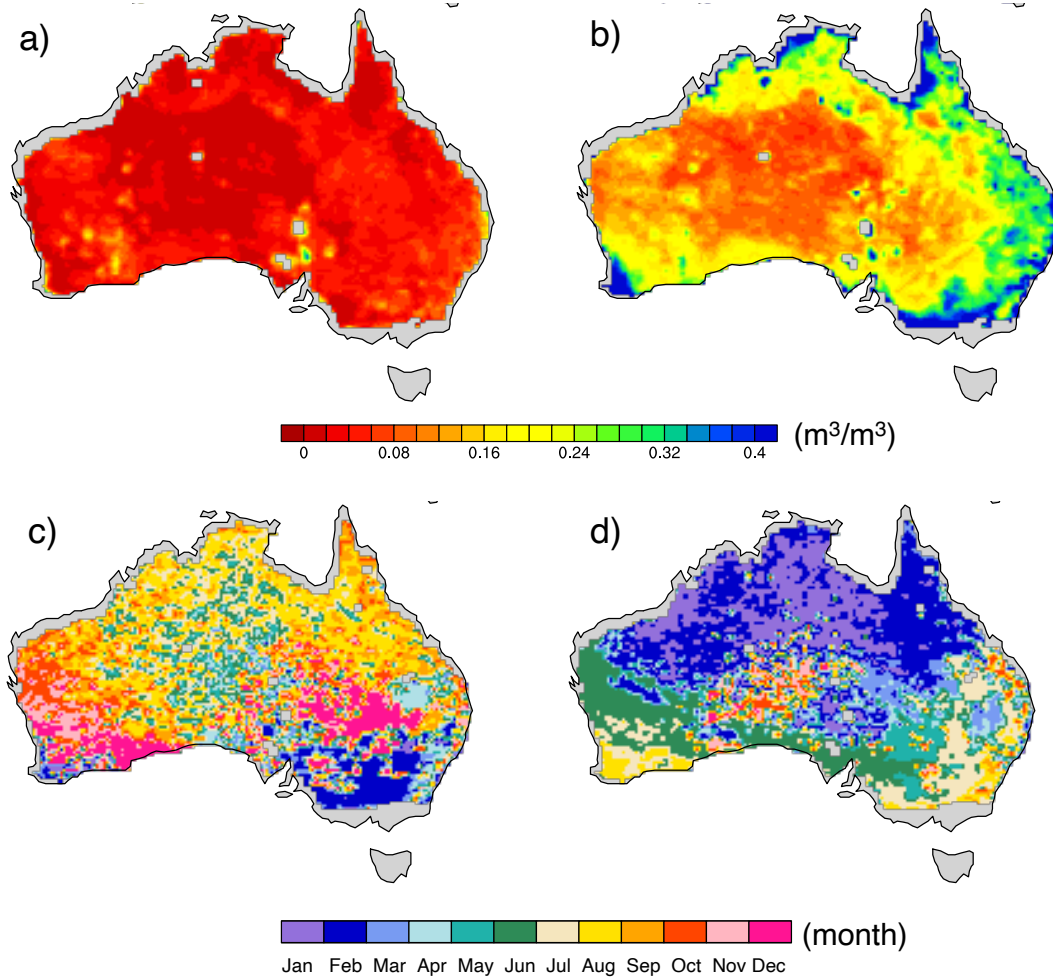 a)
b)
0 0.08 0.16 0.24 0.32 0.4 (m³/m³)
c)
d)
(month)
Jan Feb Mar Apr May Jun Jul Aug Sep Oct Nov Dec